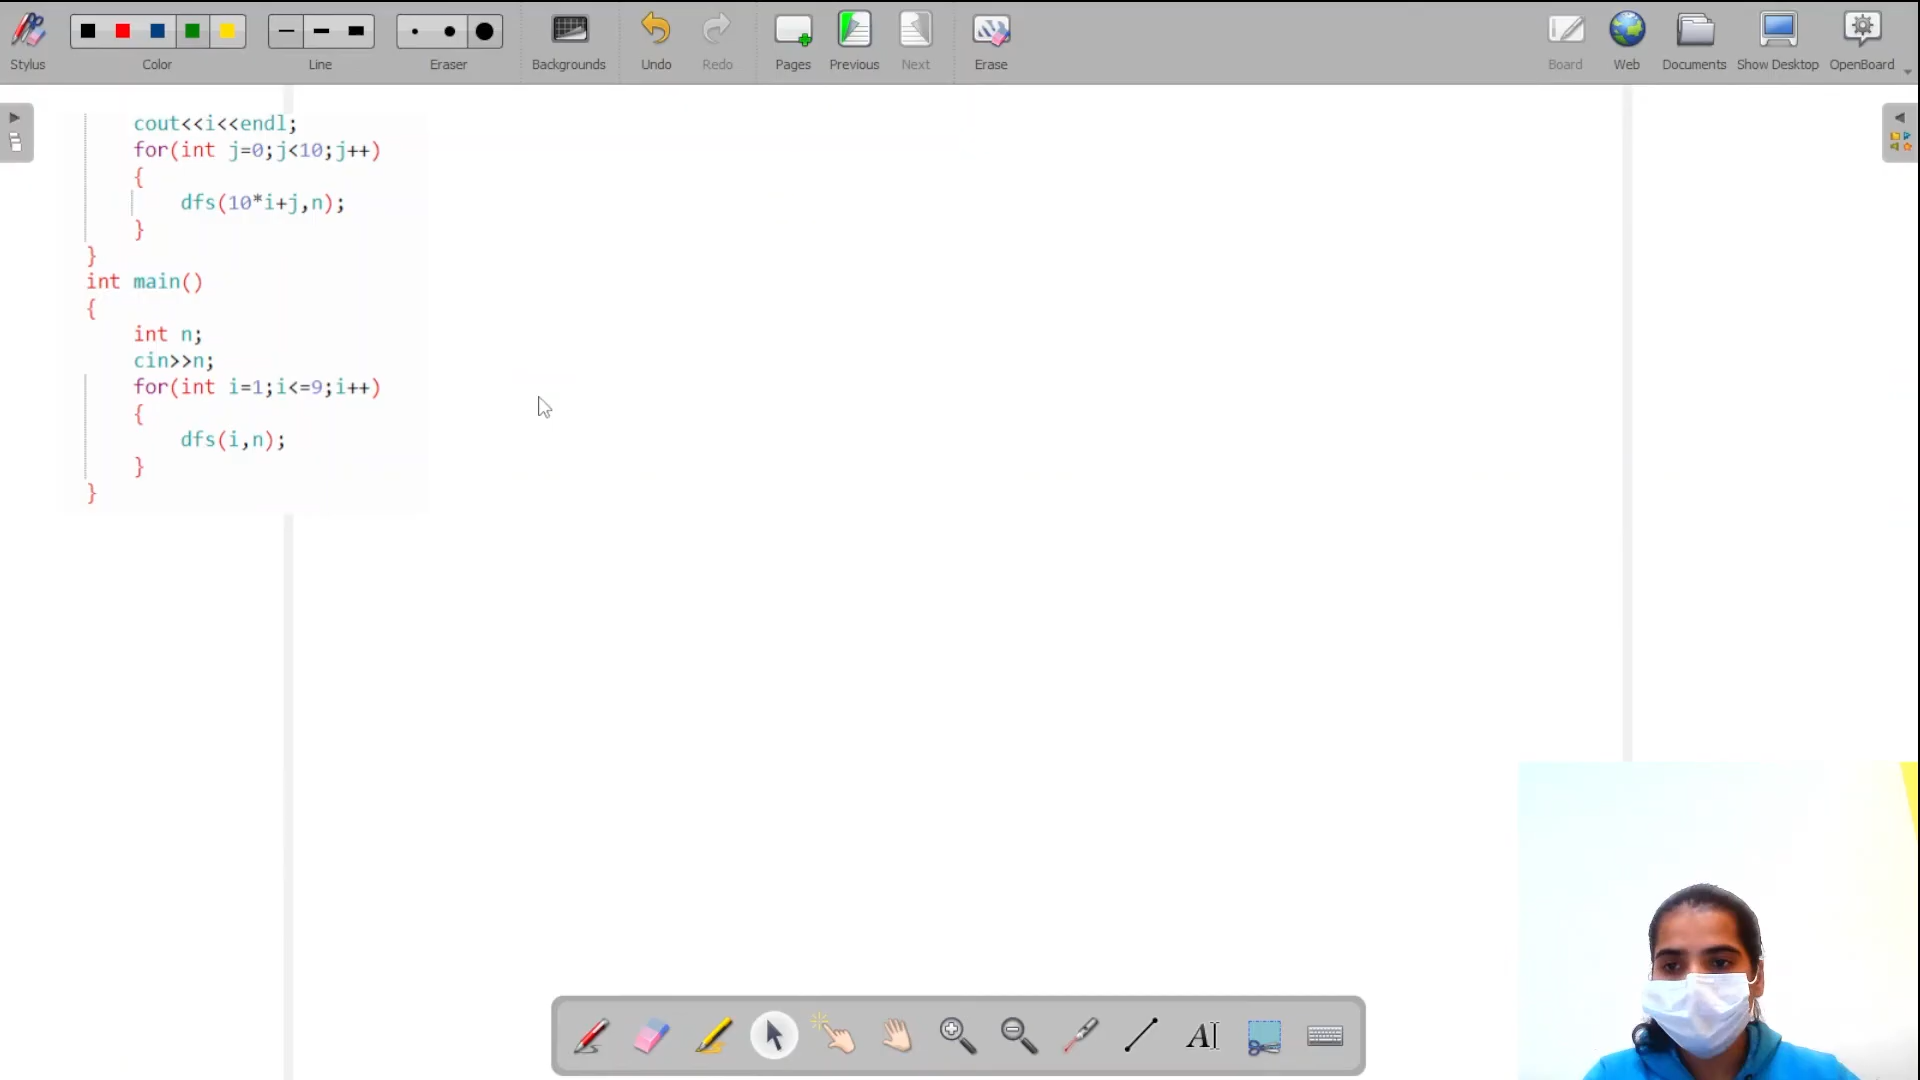 Stylus
Color
Line
Eraser
Backgrounds
Undo
Redo
Pages
Previous
Next
Erase
Board
Web
Documents
Show Desktop
OpenBoard
cout<<i<<endl;
for(int j=0;j<10;j++)
{
dfs(10*i+j,n);
}
}
int main()
{
int n;
cin>>n;
for(int i=1;i<=9;i++)
{
dfs(i,n);
}
}
AI